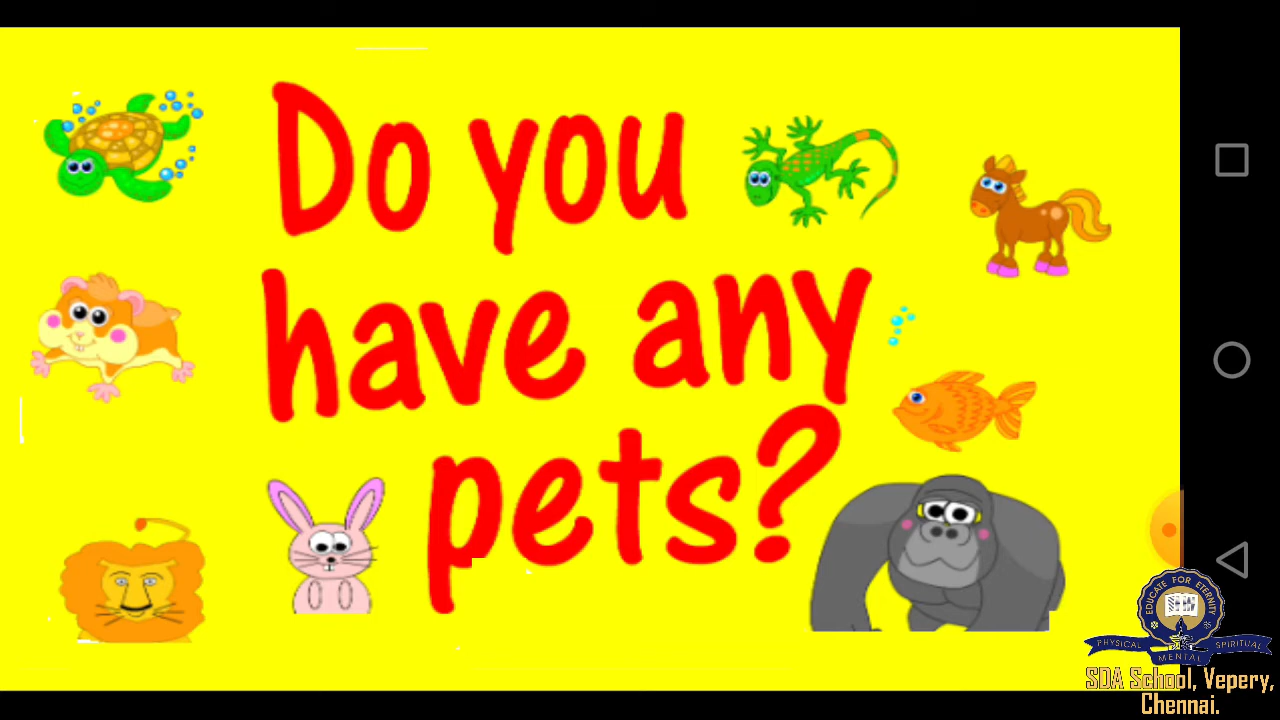 Do you
have any
pets?
EDUCATE FOR ETERNITY
PHYSICAL
MENTAL
SPIRITUAL
SDA School, Vepery,
Chennai.